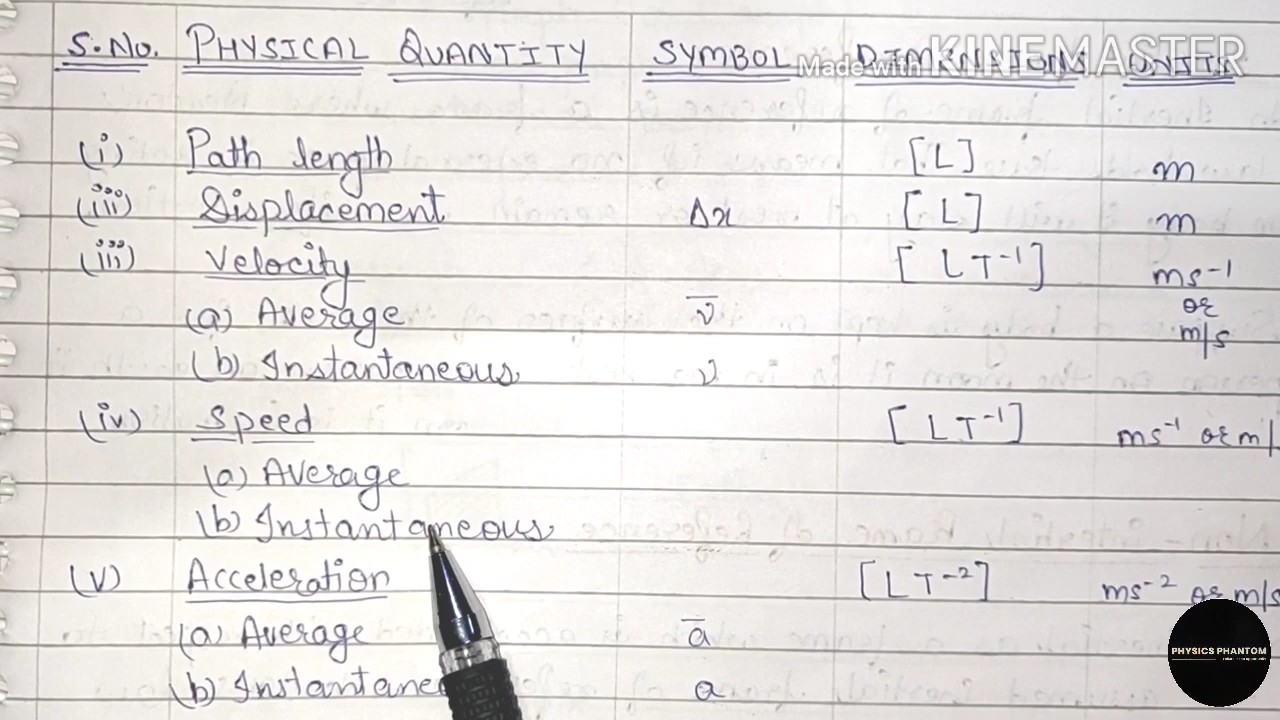 S.No. PHYSICAL QUANTITY SYMBOL DIMENSIONS UNITS
Made with KINEMASTER
(i) Path length [L] m
(iii) Displacement Δx [L] m
(iii) Velocity [LT⁻¹] ms⁻¹
or
(a) Average v̅
m/s
(b) Instantaneous v
(iv) Speed [LT⁻¹] ms⁻¹ or m/
(a) Average
(b) Instantaneous
(v) Acceleration [LT⁻²] ms⁻² or m/s
(a) Average a̅
PHYSICS PHANTOM
(b) Instantane a